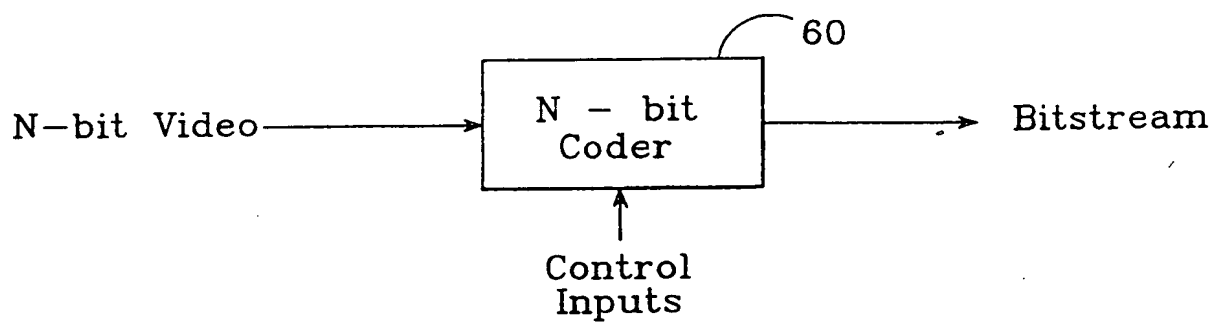 60
N-bit Video
N - bit
Coder
Bitstream
Control
Inputs